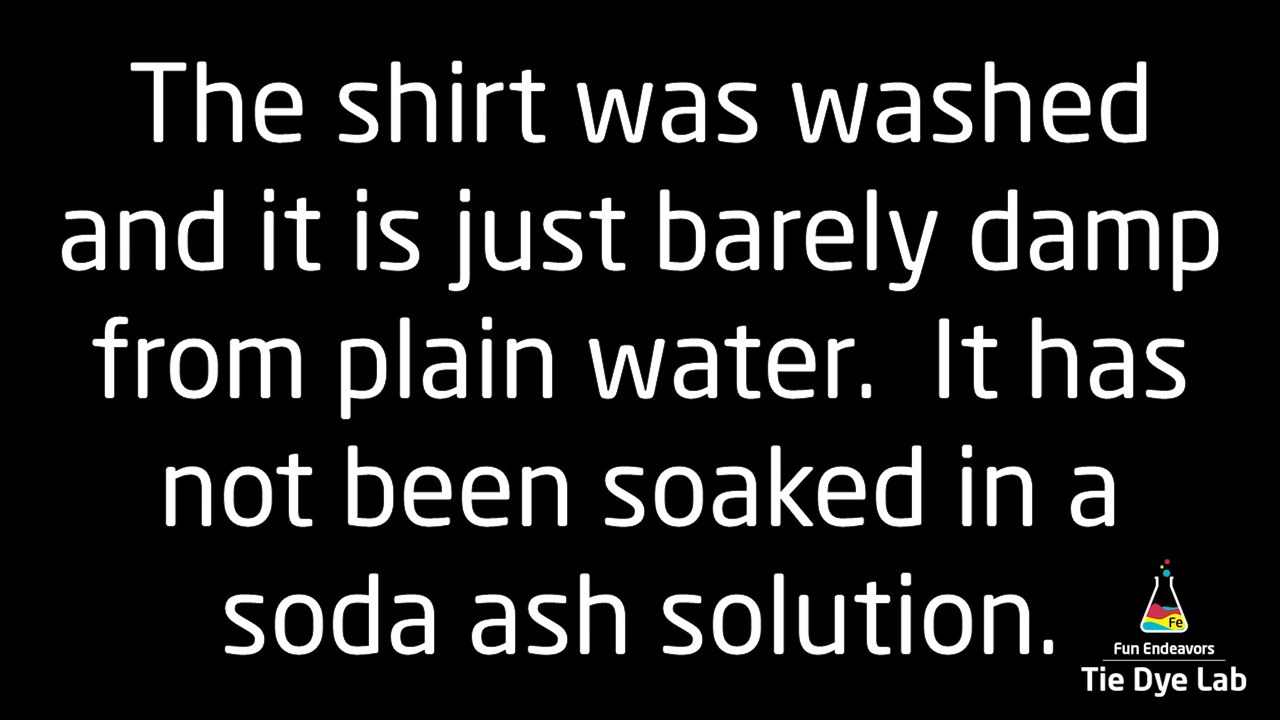 The shirt was washed
and it is just barely damp
from plain water.  It has
not been soaked in a
soda ash solution.
Fe
Fun Endeavors
Tie Dye Lab